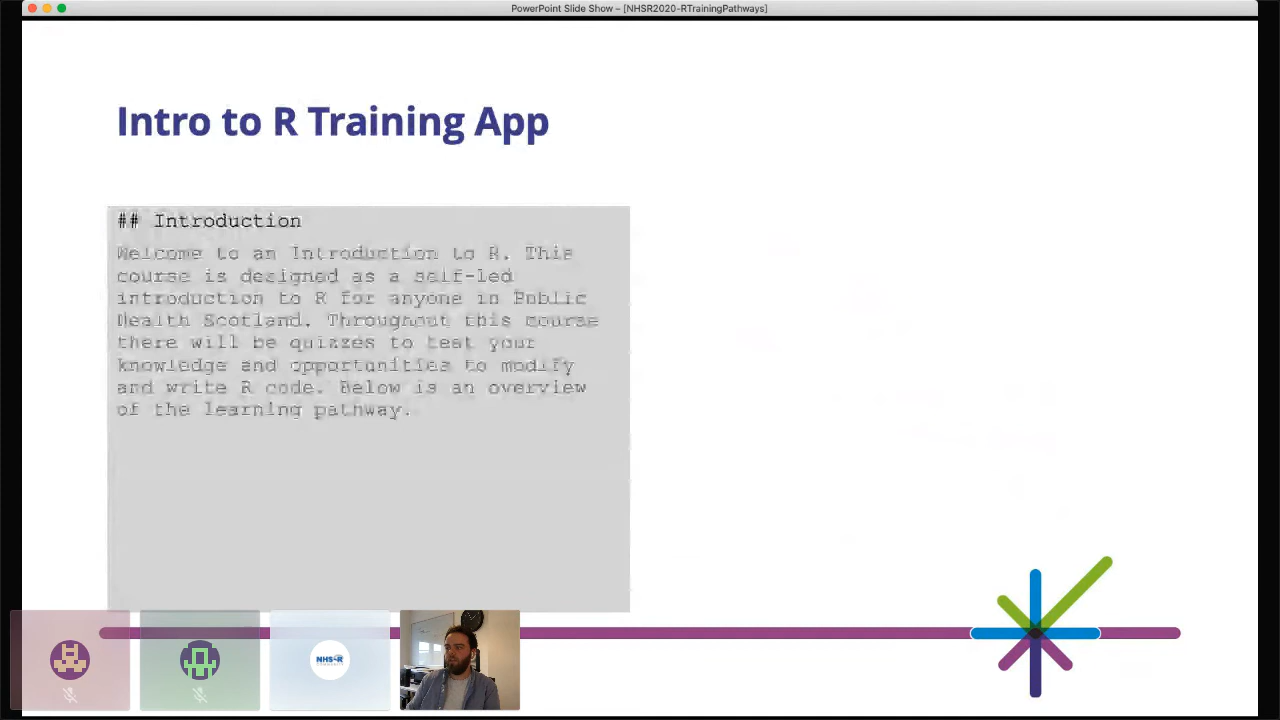 PowerPoint Slide Show – [NHSR2020-RTrainingPathways]
Intro to R Training App
## Introduction
Welcome to an Introduction to R. This
course is designed as a self-led
introduction to R for anyone in Public
Health Scotland. Throughout this course
there will be quizzes to test your
knowledge and opportunities to modify
and write R code. Below is an overview
of the learning pathway.
NHS-R
COMMUNITY